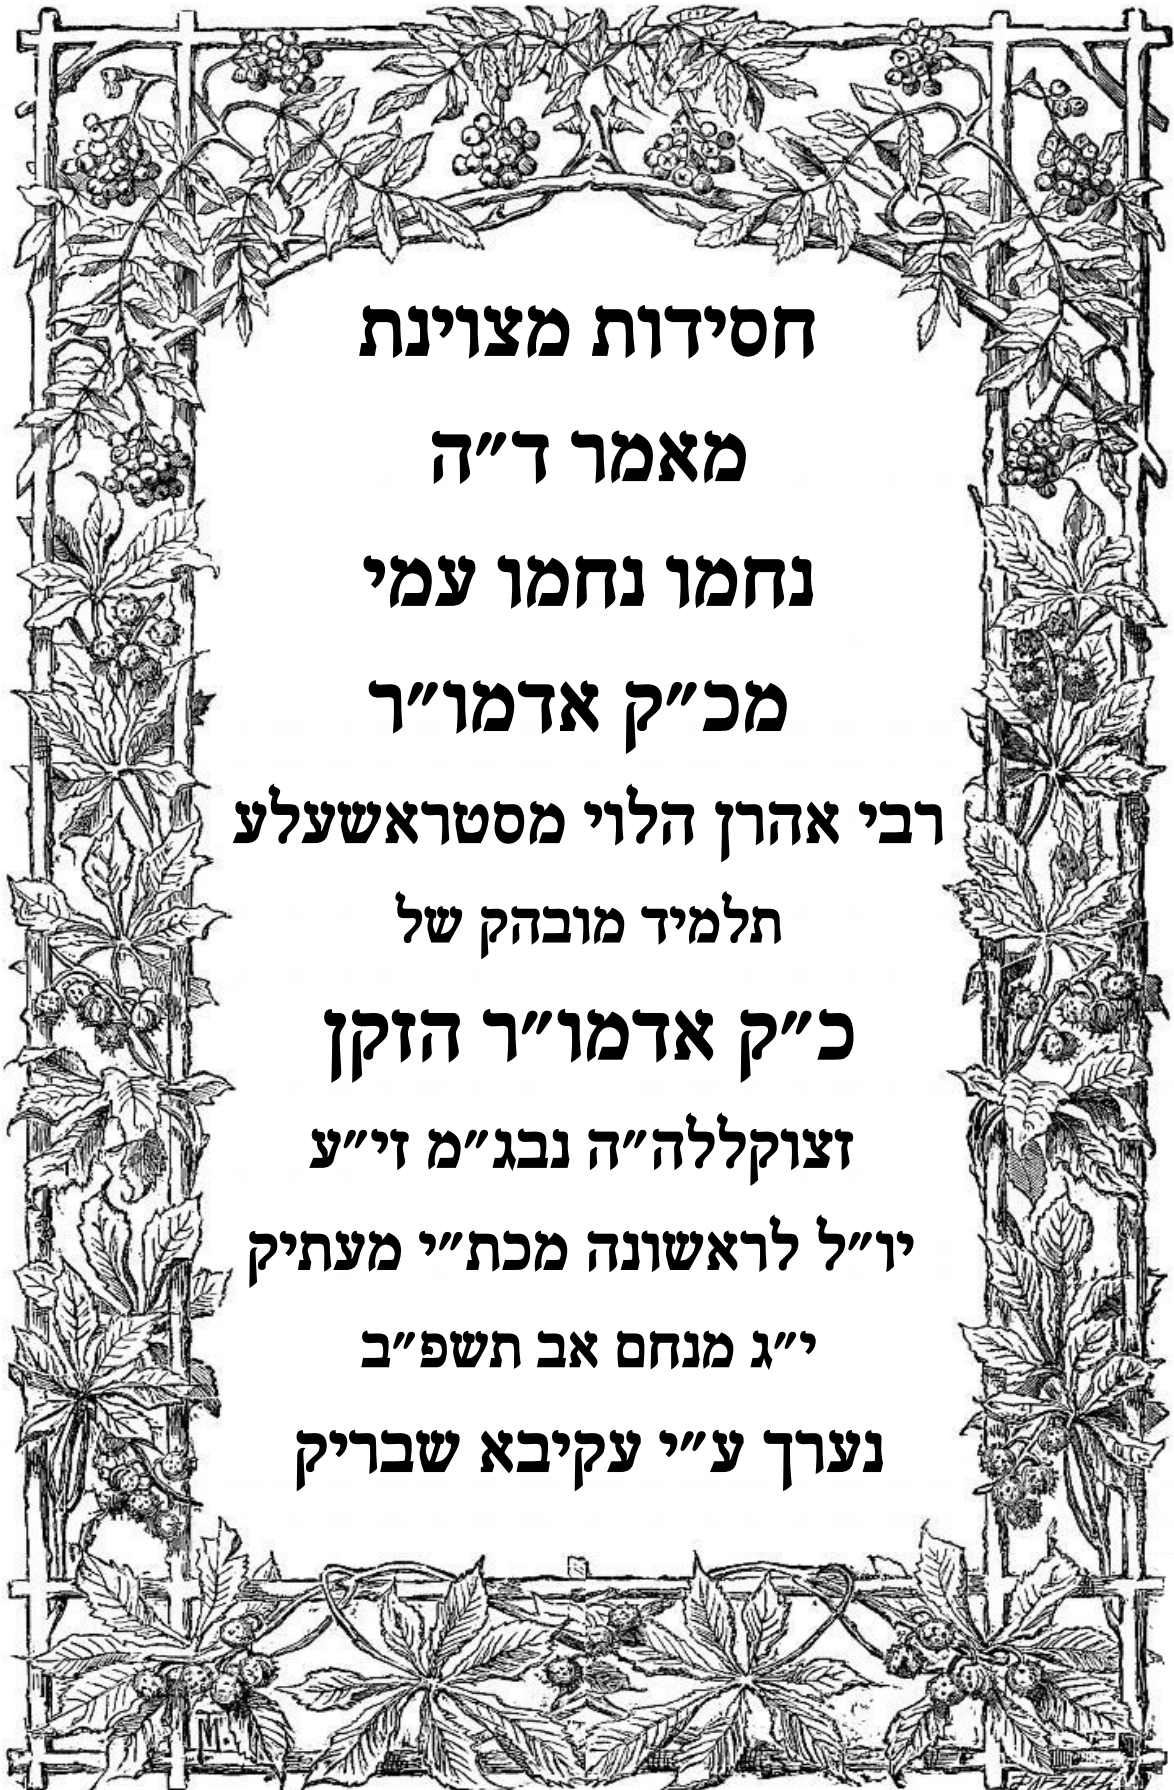 חסידות מצוינת
מאמר ד״ה
נחמו נחמו עמי
מכ״ק אדמו״ר
רבי אהרן הלוי מסטראשעלע
תלמיד מובהק של
כ״ק אדמו״ר הזקן
זצוקללה״ה נבג״מ זי״ע
יו״ל לראשונה מכת״י מעתיק
י״ג מנחם אב תשפ״ב
נערך ע״י עקיבא שבריק
M.